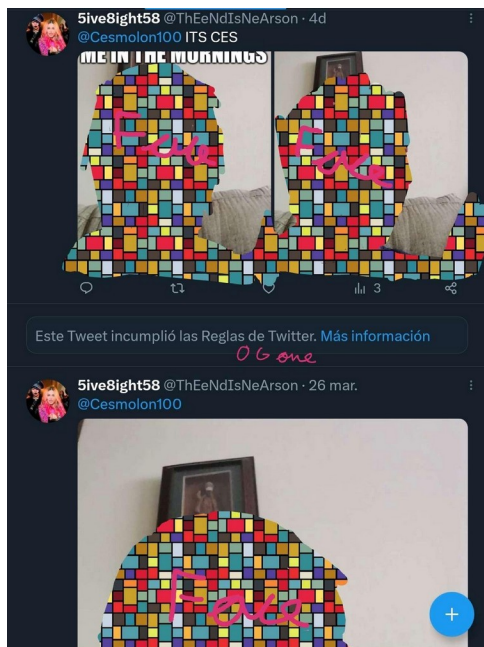 5ive8ight58 @ThEeNdIsNeArson · 4d
@Cesmolon100 ITS CES
ME IN THE MORNINGS
Face
Face
3
Este Tweet incumplió las Reglas de Twitter. Más información
OG one
5ive8ight58 @ThEeNdIsNeArson · 26 mar.
@Cesmolon100
Face